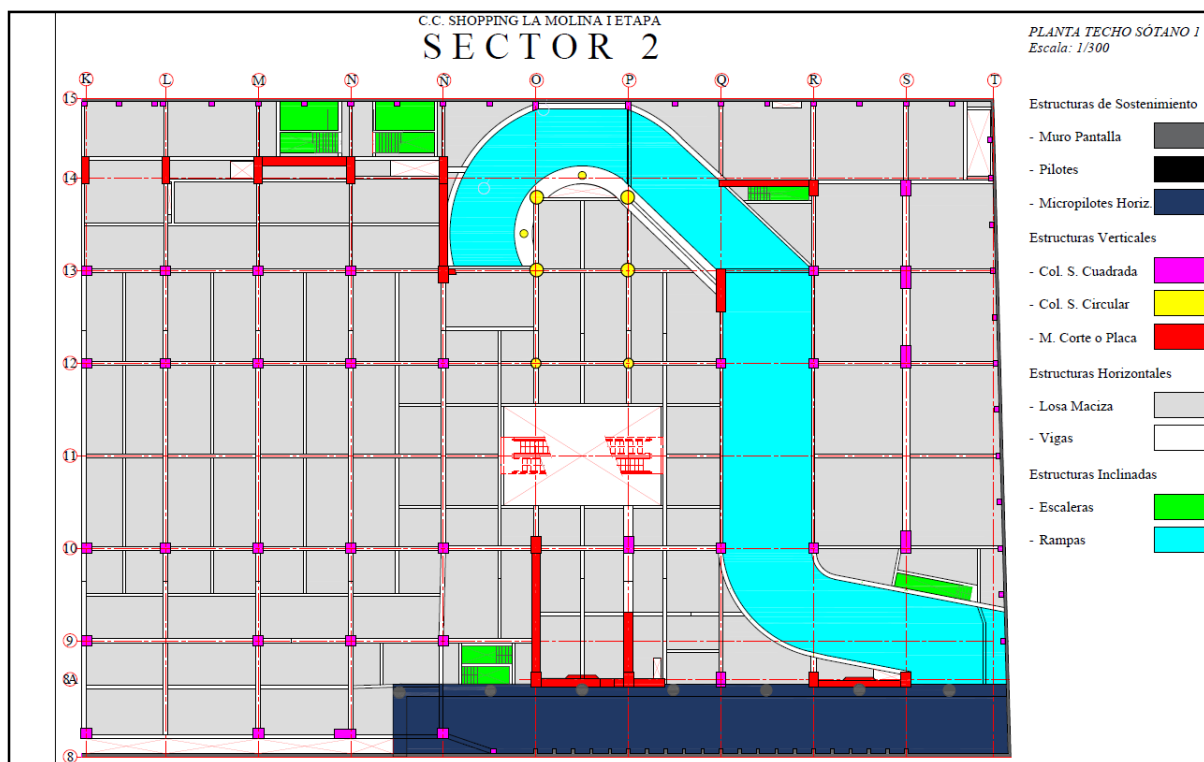 C.C. SHOPPING LA MOLINA I ETAPA
SECTOR 2
PLANTA TECHO SÓTANO 1
Escala: 1/300
K L M N Ñ O P Q R S T
15
14
13
12
11
10
9
8A
8
Estructuras de Sostenimiento
- Muro Pantalla
- Pilotes
- Micropilotes Horiz.
Estructuras Verticales
- Col. S. Cuadrada
- Col. S. Circular
- M. Corte o Placa
Estructuras Horizontales
- Losa Maciza
- Vigas
Estructuras Inclinadas
- Escaleras
- Rampas